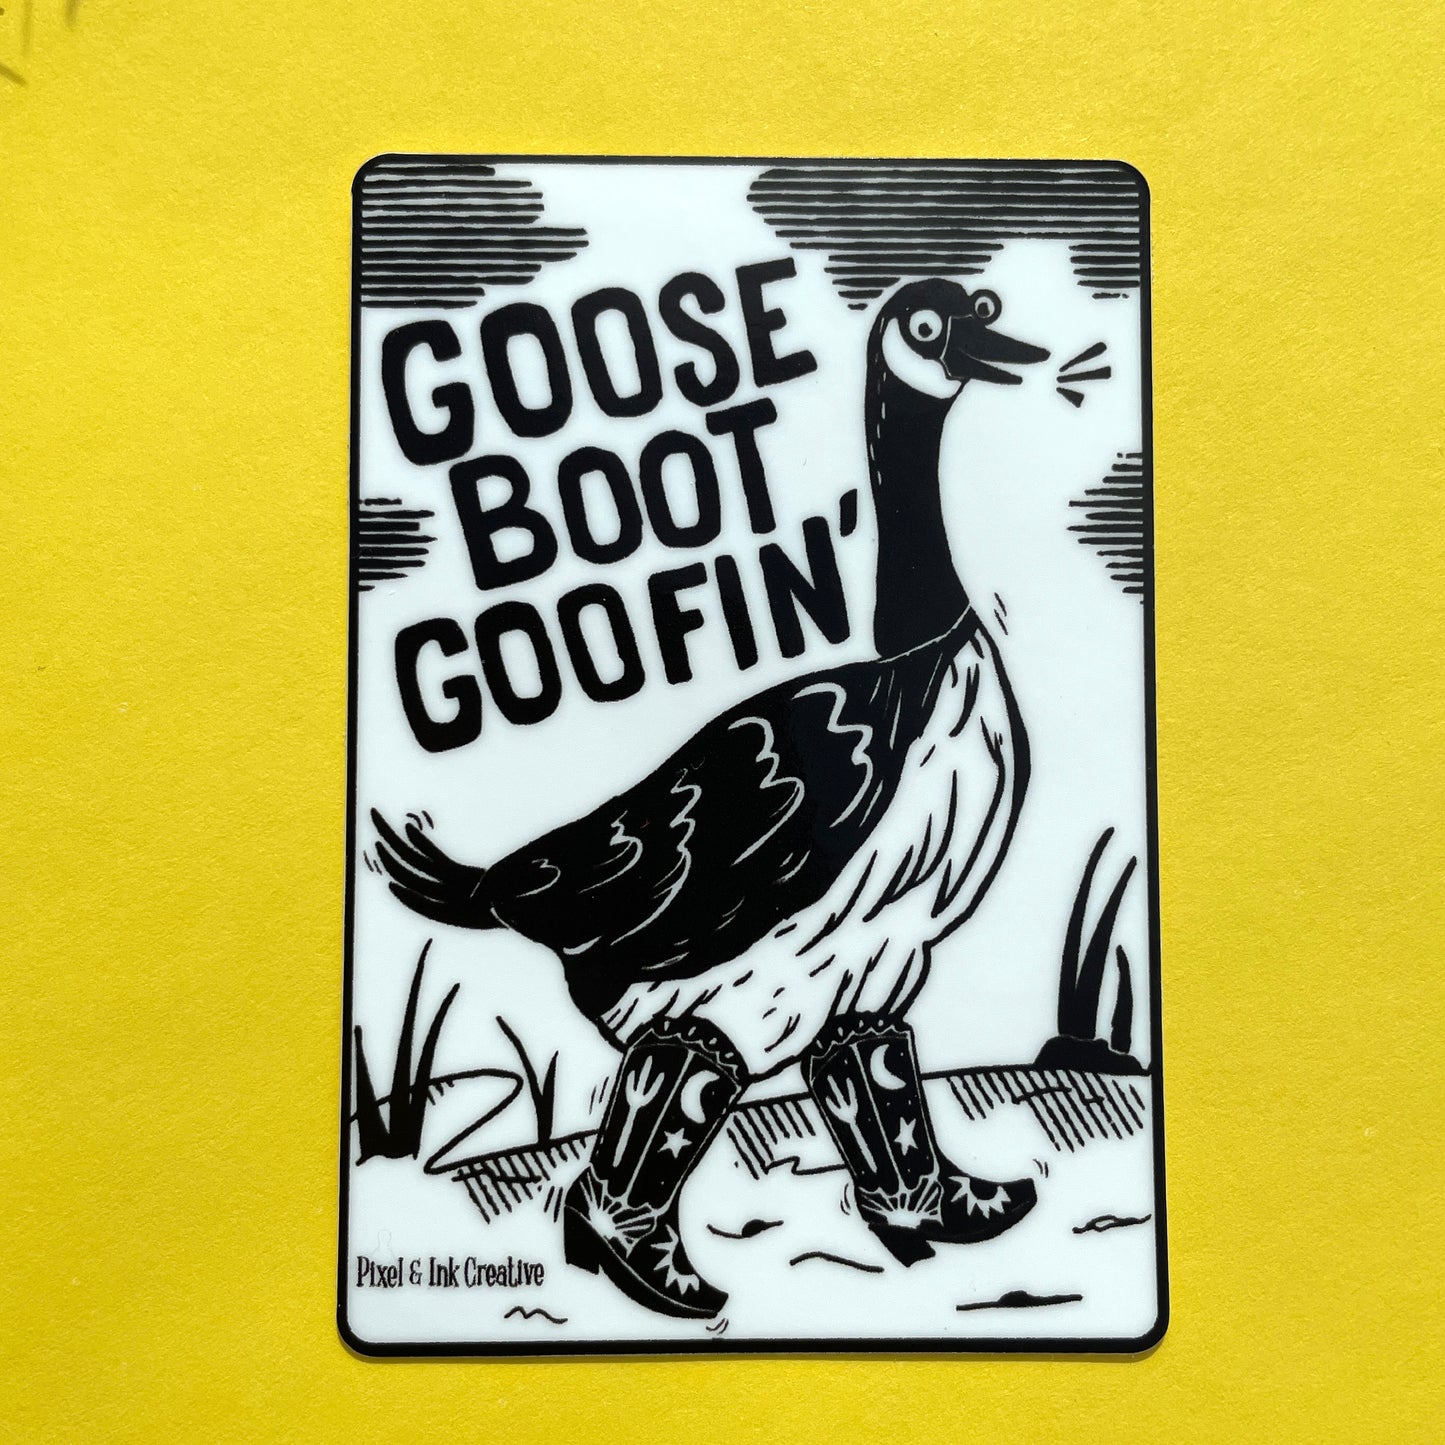 GOOSE
BOOT
GOOFIN'
Pixel & Ink Creative